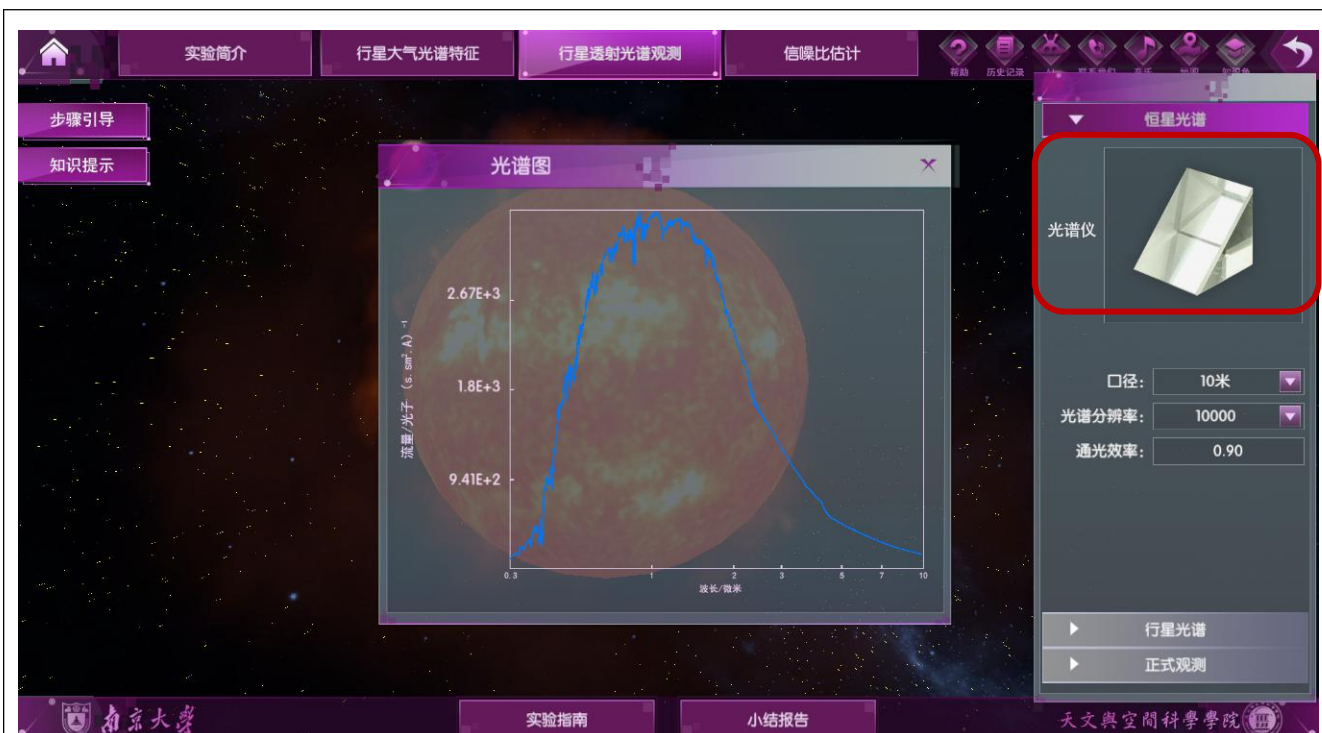 实验简介
行星大气光谱特征
行星透射光谱观测
信噪比估计
帮助
历史记录
步骤引导
知识提示
光谱图
2.67E+3
1.8E+3
9.41E+2
流量/光子 (s. sm².A)⁻¹
0.3 1 2 3 5 7 10
波长/微米
恒星光谱
光谱仪
口径: 10米
光谱分辨率: 10000
通光效率: 0.90
行星光谱
正式观测
南京大學
实验指南
小结报告
天文與空間科學學院